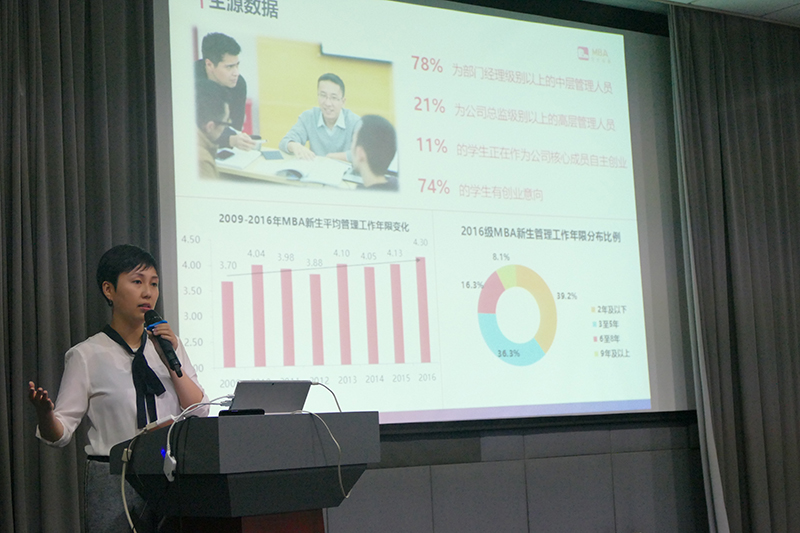 生源数据
MBA
78% 为部门经理级别以上的中层管理人员
21% 为公司总监级别以上的高层管理人员
11% 的学生正在作为公司核心成员自主创业
74% 的学生有创业意向
2009-2016年MBA新生平均管理工作年限变化
4.50
4.00
3.50
3.00
2.50
2.00
3.70
4.04
3.98
3.88
4.10
4.05
4.13
4.30
2012
2013
2014
2015
2016
2016级MBA新生管理工作年限分布比例
8.1%
16.3%
39.2%
36.3%
2年及以下
3至5年
6至8年
9年及以上